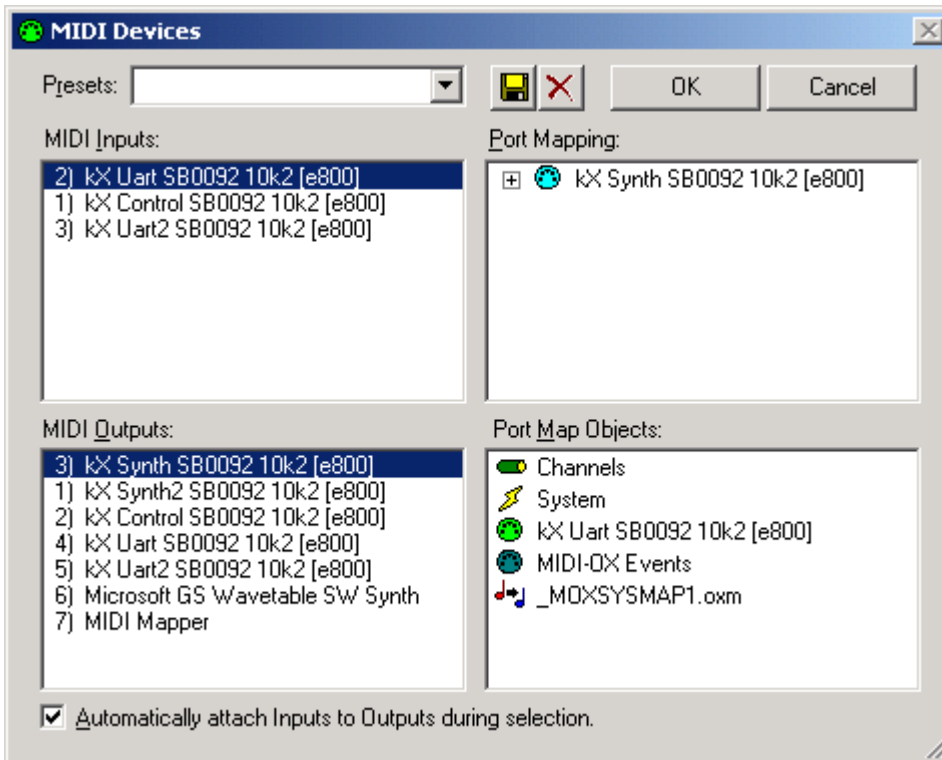 MIDI Devices
Presets:
OK
Cancel
MIDI Inputs:
2) kX Uart SB0092 10k2 [e800]
1) kX Control SB0092 10k2 [e800]
3) kX Uart2 SB0092 10k2 [e800]
Port Mapping:
kX Synth SB0092 10k2 [e800]
MIDI Outputs:
3) kX Synth SB0092 10k2 [e800]
1) kX Synth2 SB0092 10k2 [e800]
2) kX Control SB0092 10k2 [e800]
4) kX Uart SB0092 10k2 [e800]
5) kX Uart2 SB0092 10k2 [e800]
6) Microsoft GS Wavetable SW Synth
7) MIDI Mapper
Port Map Objects:
Channels
System
kX Uart SB0092 10k2 [e800]
MIDI-OX Events
_MOXSYSMAP1.oxm
Automatically attach Inputs to Outputs during selection.